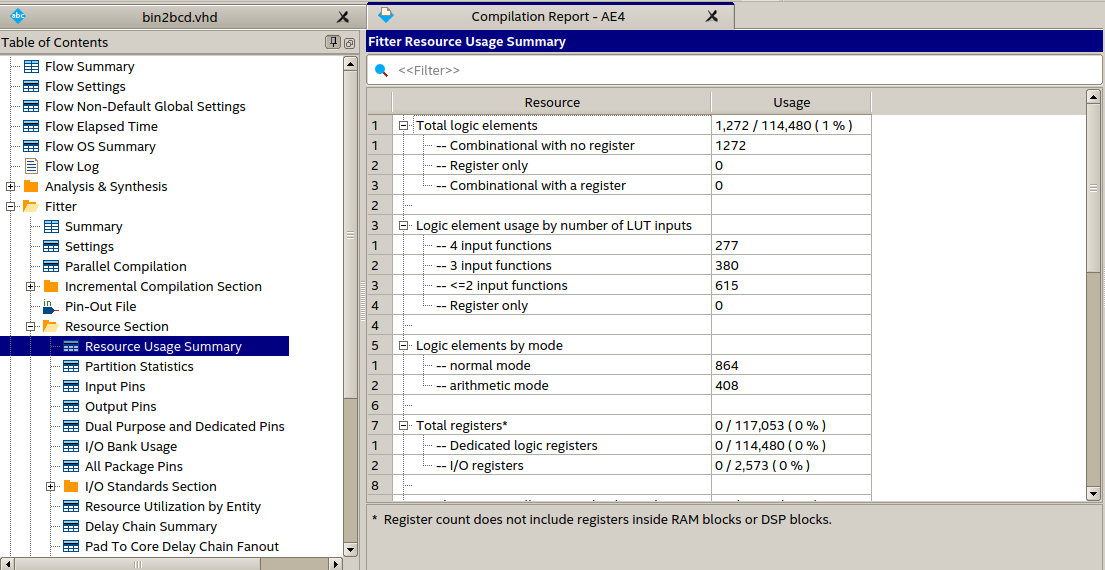 abc bin2bcd.vhd
Compilation Report - AE4
Table of Contents
Flow Summary
Flow Settings
Flow Non-Default Global Settings
Flow Elapsed Time
Flow OS Summary
Flow Log
Analysis & Synthesis
Fitter
Summary
Settings
Parallel Compilation
Incremental Compilation Section
in Pin-Out File
Resource Section
Resource Usage Summary
Partition Statistics
Input Pins
Output Pins
Dual Purpose and Dedicated Pins
I/O Bank Usage
All Package Pins
I/O Standards Section
Resource Utilization by Entity
Delay Chain Summary
Pad To Core Delay Chain Fanout
Fitter Resource Usage Summary
<<Filter>>
Resource Usage
1 Total logic elements 1,272 / 114,480 ( 1 % )
1 -- Combinational with no register 1272
2 -- Register only 0
3 -- Combinational with a register 0
2
3 Logic element usage by number of LUT inputs
1 -- 4 input functions 277
2 -- 3 input functions 380
3 -- <=2 input functions 615
4 -- Register only 0
4
5 Logic elements by mode
1 -- normal mode 864
2 -- arithmetic mode 408
6
7 Total registers* 0 / 117,053 ( 0 % )
1 -- Dedicated logic registers 0 / 114,480 ( 0 % )
2 -- I/O registers 0 / 2,573 ( 0 % )
8
* Register count does not include registers inside RAM blocks or DSP blocks.